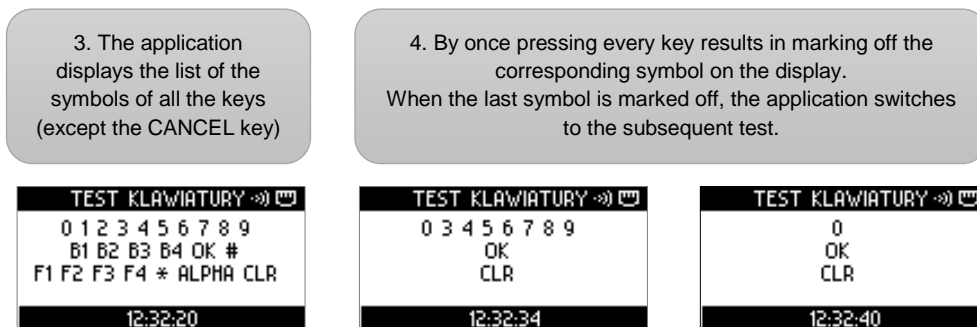 3. The application
displays the list of the
symbols of all the keys
(except the CANCEL key)
4. By once pressing every key results in marking off the
corresponding symbol on the display.
When the last symbol is marked off, the application switches
to the subsequent test.
TEST KLAWIATURY
0 1 2 3 4 5 6 7 8 9
B1 B2 B3 B4 OK #
F1 F2 F3 F4 * ALPHA CLR
12:32:20
TEST KLAWIATURY
0 3 4 5 6 7 8 9
OK
CLR
12:32:34
TEST KLAWIATURY
0
OK
CLR
12:32:40